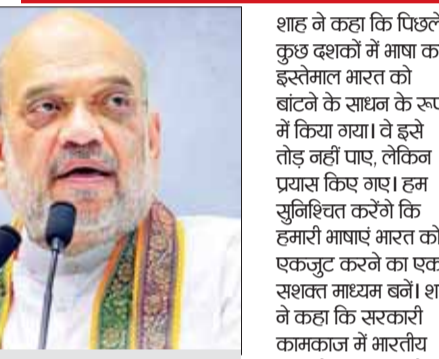 शाह ने कहा कि पिछले
कुछ दशकों में भाषा का
इस्तेमाल भारत को
बांटने के साधन के रूप
में किया गया। वे इसे
तोड़ नहीं पाए, लेकिन
प्रयास किए गए। हम
सुनिश्चित करेंगे कि
हमारी भाषाएं भारत को
एकजुट करने का एक
सशक्त माध्यम बनें।
ने कहा कि सरकारी
कामकाज में भारतीय